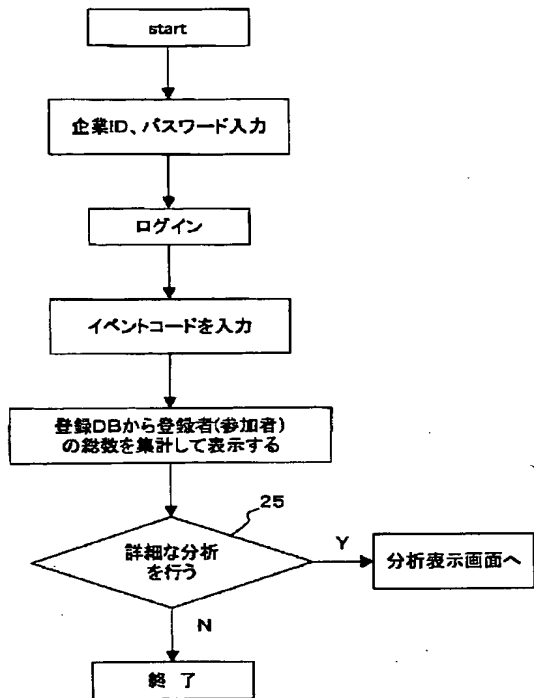 start
企業ID、パスワード入力
ログイン
イベントコードを入力
登録DBから登録者(参加者)
の総数を集計して表示する
25
詳細な分析
を行う
Y
分析表示画面へ
N
終 了